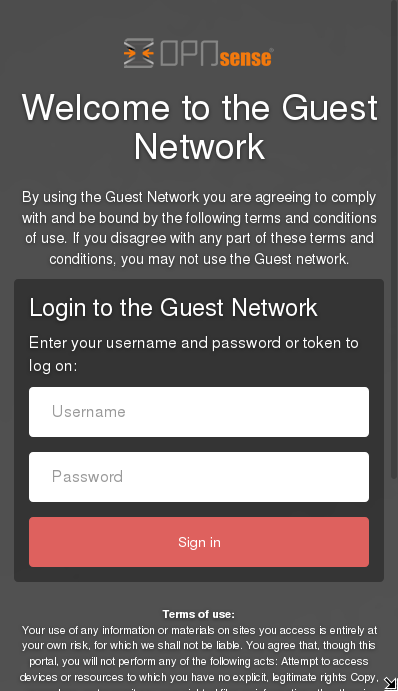 OPNsense
Welcome to the Guest
Network
By using the Guest Network you are agreeing to comply
with and be bound by the following terms and conditions
of use. If you disagree with any part of these terms and
conditions, you may not use the Guest network.
Login to the Guest Network
Enter your username and password or token to
log on:
Username
Password
Sign in
Terms of use:
Your use of any information or materials on sites you access is entirely at
your own risk, for which we shall not be liable. You agree that, though this
portal, you will not perform any of the following acts: Attempt to access
devices or resources to which you have no explicit, legitimate rights Copy.